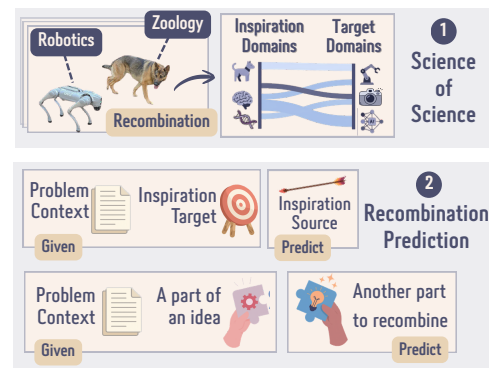 Robotics
Zoology
Recombination
Inspiration
Domains
Target
Domains
1
Science
of
Science
Problem
Context
Given
Inspiration
Target
Inspiration
Source
Predict
2
Recombination
Prediction
Problem
Context
Given
A part of
an idea
Another part
to recombine
Predict